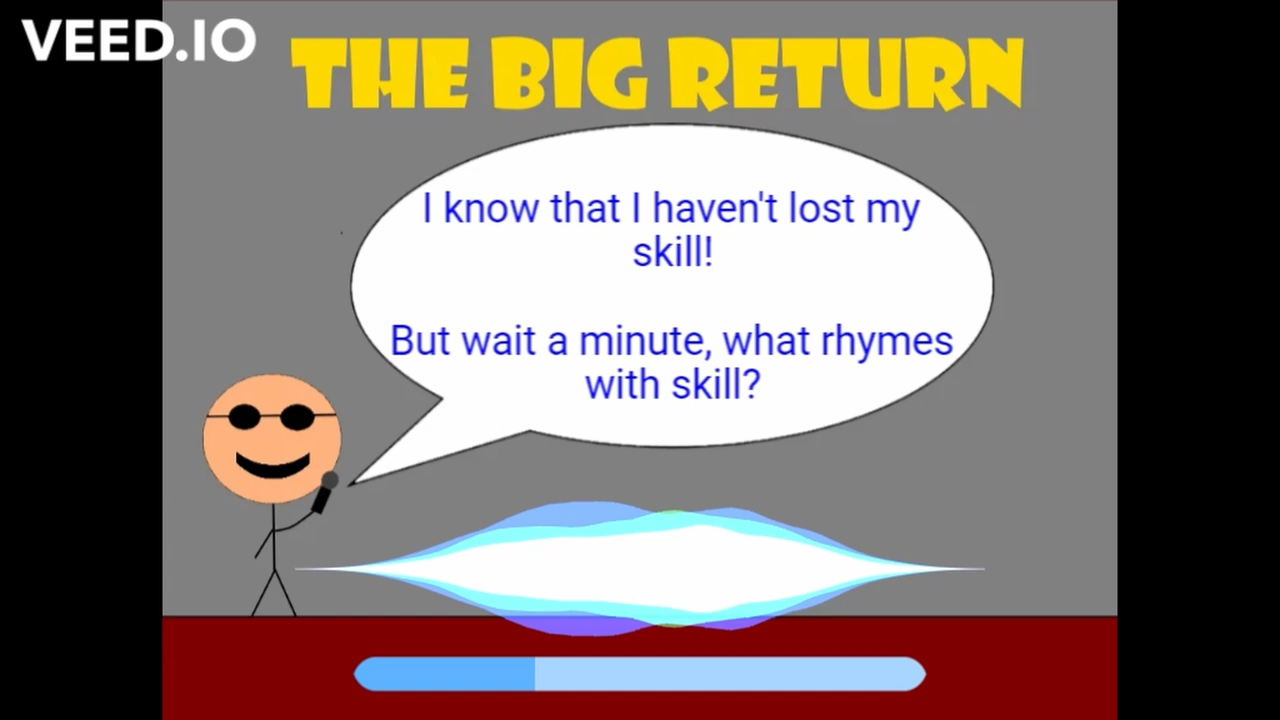 VEED.IO
THE BIG RETURN
I know that I haven't lost my
skill!
But wait a minute, what rhymes
with skill?